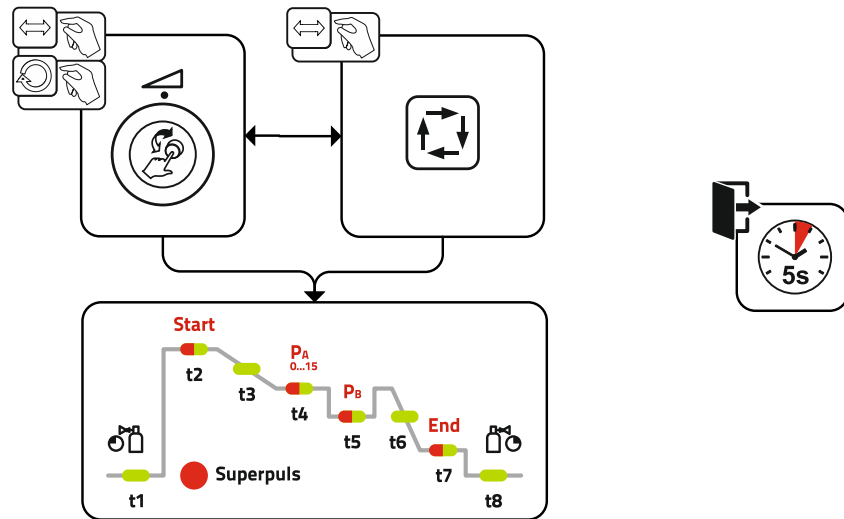 5s
Start
t2
t3
PA
0...15
t4
PB
t5
t6
End
t7
t1
Superpuls
t8